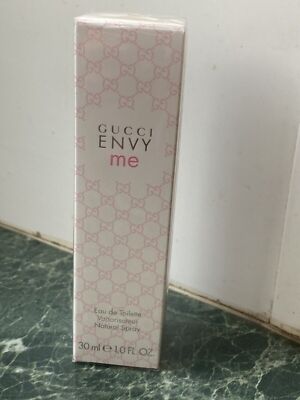 GUCCI
ENVY
me
Eau de Toilette
Vaporisateur
Natural Spray
30 ml e 1.0 FL. OZ.